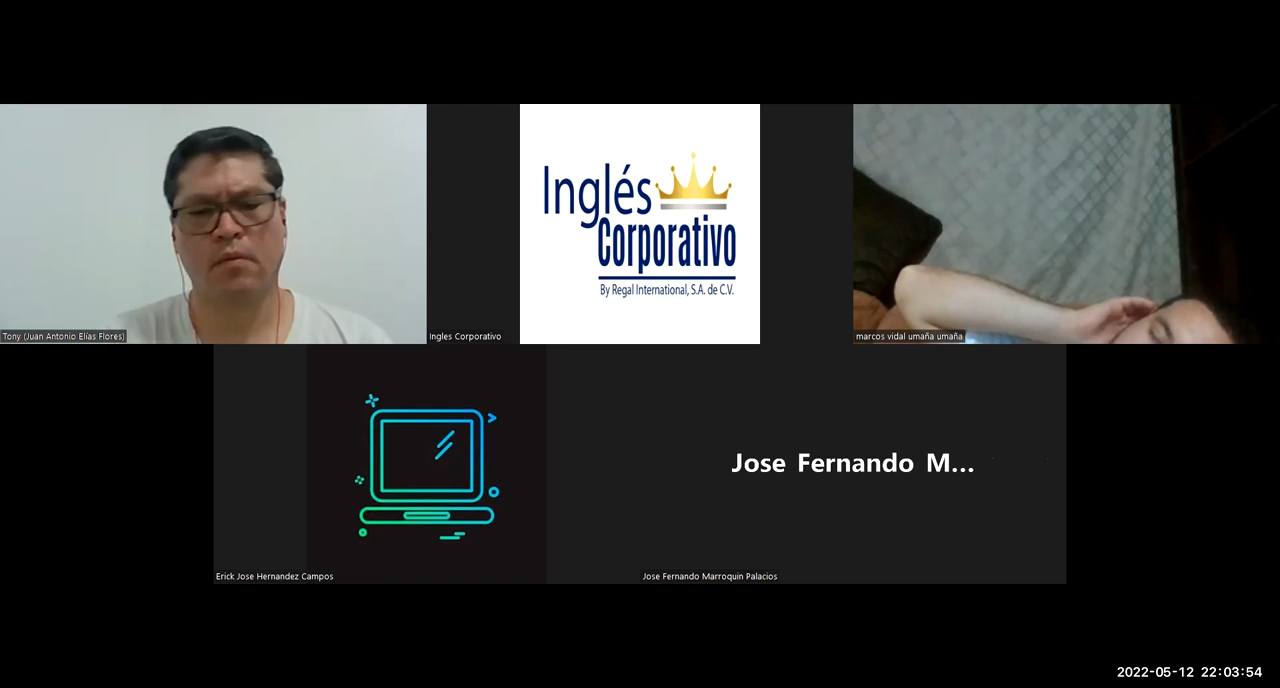 Inglés
Corporativo
By Regal International, S.A. de C.V.
Tony (Juan Antonio Elías Flores)
Ingles Corporativo
marcos vidal umaña umaña
Jose Fernando M...
Erick Jose Hernandez Campos
Jose Fernando Marroquin Palacios
2022-05-12 22:03:54